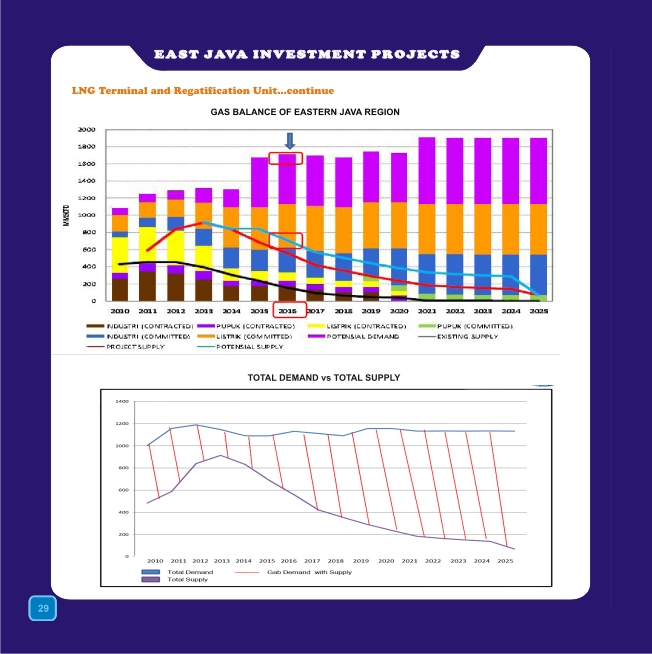 EAST JAVA INVESTMENT PROJECTS
LNG Terminal and Regatification Unit...continue
GAS BALANCE OF EASTERN JAVA REGION
2000
1800
1600
1400
1200
1000
800
600
400
200
0
MMSCFD
2010 2011 2012 2013 2014 2015 2016 2017 2018 2019 2020 2021 2022 2023 2024 2025
INDUSTRI (CONTRACTED) PUPUK (CONTRACTED) LISTRIK (CONTRACTED) PUPUK (COMMITTED)
INDUSTRI (COMMITTED) LISTRIK (COMMITTED) POTENSIAL DEMAND EXISTING SUPPLY
PROJECT SUPPLY POTENSIAL SUPPLY
TOTAL DEMAND vs TOTAL SUPPLY
1400
1200
1000
800
600
400
200
0
2010 2011 2012 2013 2014 2015 2016 2017 2018 2019 2020 2021 2022 2023 2024 2025
Total Demand Gab Demand with Supply
Total Supply
29